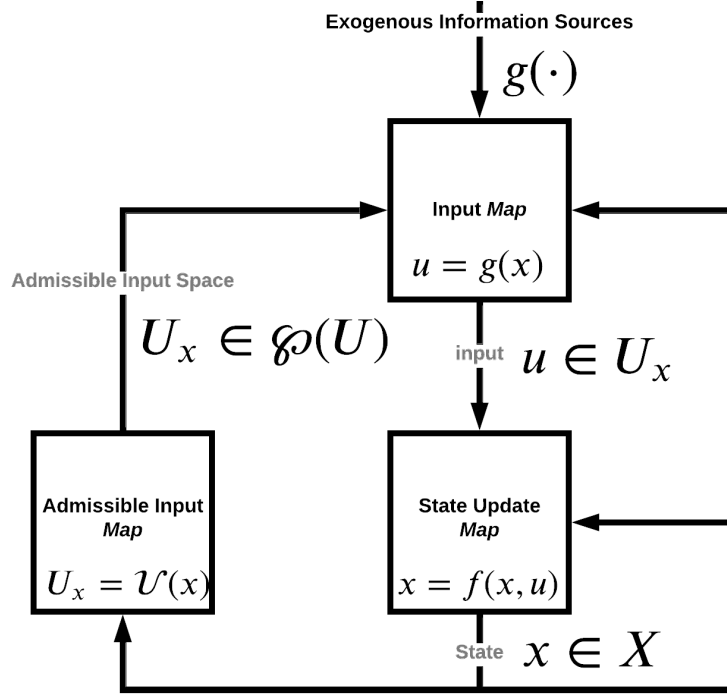 Exogenous Information Sources
g(·)
Input Map
u = g(x)
Admissible Input Space
U_x ∈ ℘(U)
input
u ∈ U_x
Admissible Input
Map
U_x = 𝒰(x)
State Update
Map
x = f(x, u)
State
x ∈ X